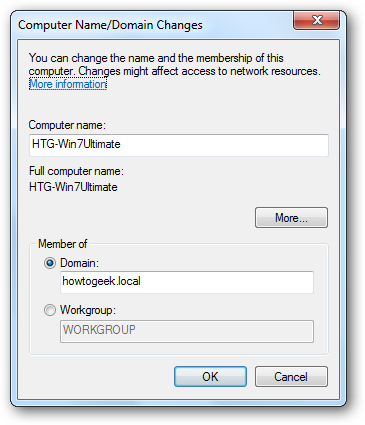 Computer Name/Domain Changes
You can change the name and the membership of this
computer. Changes might affect access to network resources.
More information
Computer name:
HTG-Win7Ultimate
Full computer name:
HTG-Win7Ultimate
More...
Member of
Domain:
howtogeek.local
Workgroup:
WORKGROUP
OK
Cancel